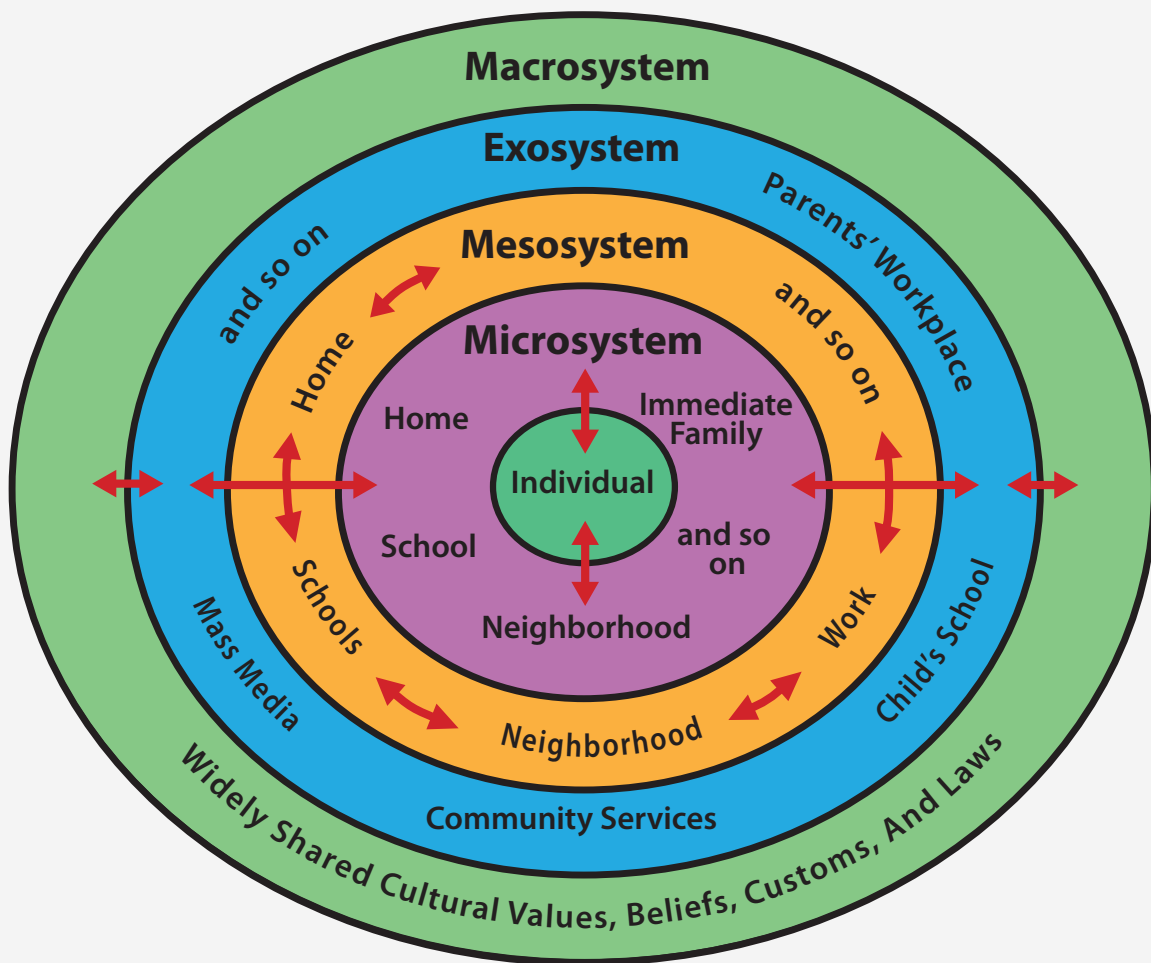 Macrosystem
Exosystem
Parents' Workplace
and so on
Mesosystem
and so on
Home
Microsystem
Home
Immediate
Family
Individual
School
and so
on
Neighborhood
Schools
Work
Neighborhood
Mass Media
Child's School
Community Services
Widely Shared Cultural Values, Beliefs, Customs, And Laws